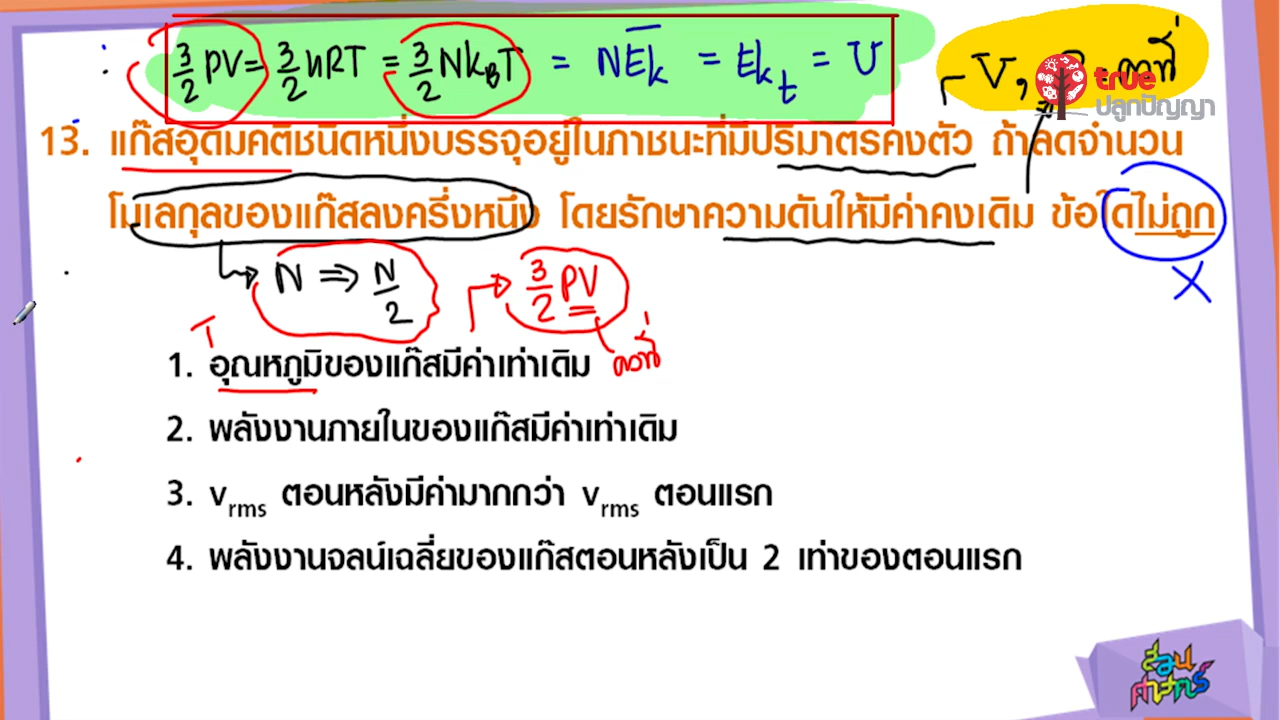 : 3/2 PV = 3/2 nRT = 3/2 Nk_BT = NĒk = Ek_t = U
V, P คงที่
true
ปลูกปัญญา
13. แก๊สอุดมคติชนิดหนึ่งบรรจุอยู่ในภาชนะที่มีปริมาตรคงตัว ถ้าลดจำนวน
โมเลกุลของแก๊สลงครึ่งหนึ่ง โดยรักษาความดันให้มีค่าคงเดิม ข้อใดไม่ถูก
N ⇒ N/2 → 3/2 PV X
T
1. อุณหภูมิของแก๊สมีค่าเท่าเดิม คงที่
2. พลังงานภายในของแก๊สมีค่าเท่าเดิม
3. vrms ตอนหลังมีค่ามากกว่า vrms ตอนแรก
4. พลังงานจลน์เฉลี่ยของแก๊สตอนหลังเป็น 2 เท่าของตอนแรก
สอนศาสตร์